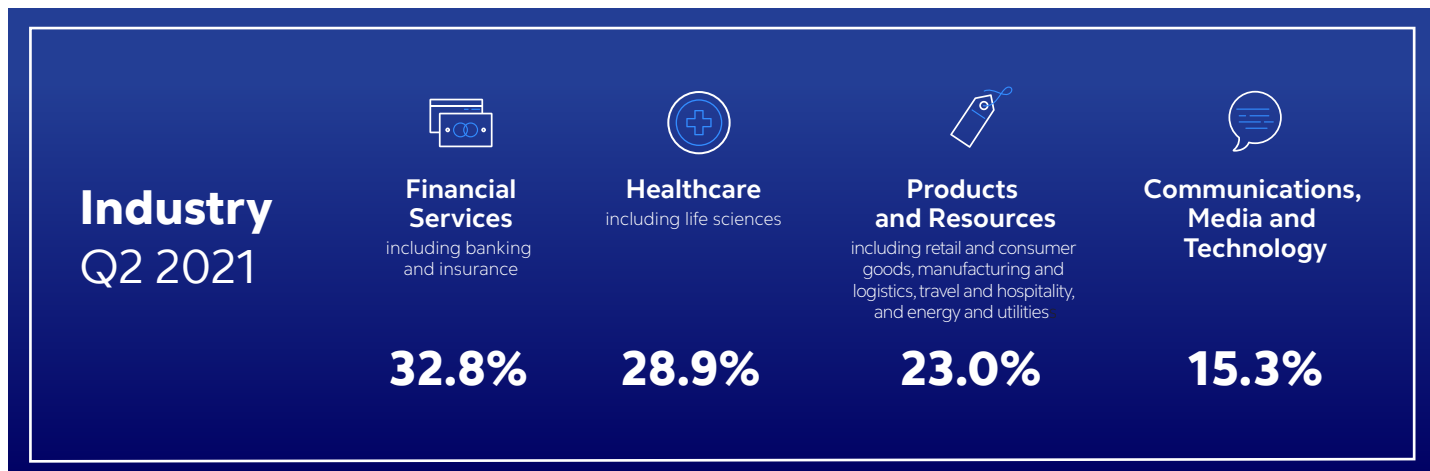 Industry
Q2 2021
Financial
Services
including banking
and insurance
32.8%
Healthcare
including life sciences
28.9%
Products
and Resources
including retail and consumer
goods, manufacturing and
logistics, travel and hospitality,
and energy and utilities
23.0%
Communications,
Media and
Technology
15.3%